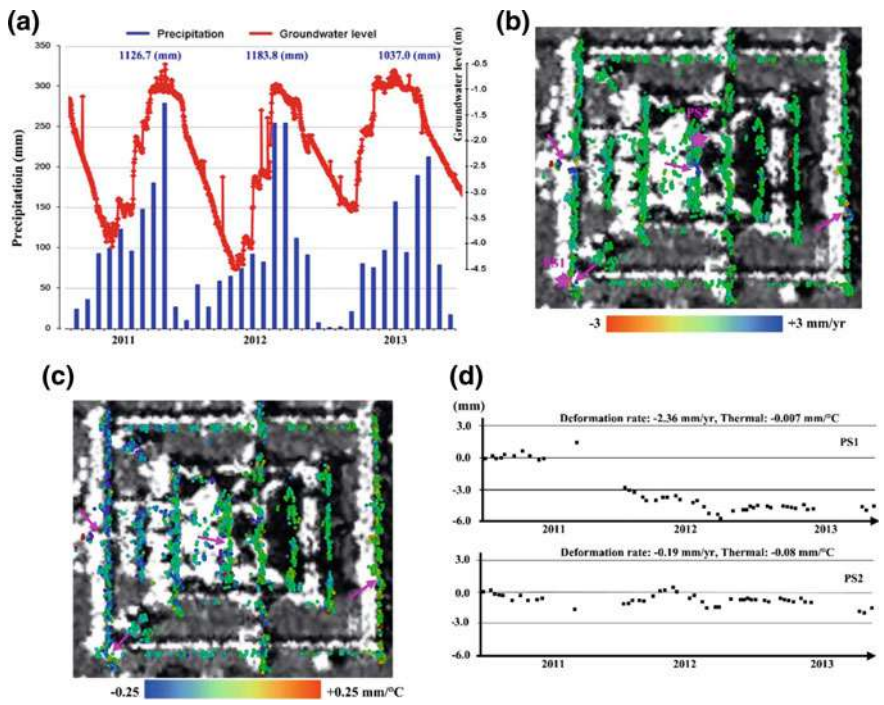 (a)
Precipitation Groundwater level
1126.7 (mm) 1183.8 (mm) 1037.0 (mm)
350
300
250
200
150
100
50
0
Precipitatioin (mm)
-0.5
-1.0
-1.5
-2.0
-2.5
-3.0
-3.5
-4.0
-4.5
Groundwater level (m)
2011 2012 2013
(b)
PS2
PS1
-3 +3 mm/yr
(c)
-0.25 +0.25 mm/°C
(d)
(mm)
Deformation rate: -2.36 mm/yr, Thermal: -0.007 mm/°C
3.0
PS1
0.0
-3.0
-6.0
2011 2012 2013
Deformation rate: -0.19 mm/yr, Thermal: -0.08 mm/°C
3.0
PS2
0.0
-3.0
-6.0
2011 2012 2013